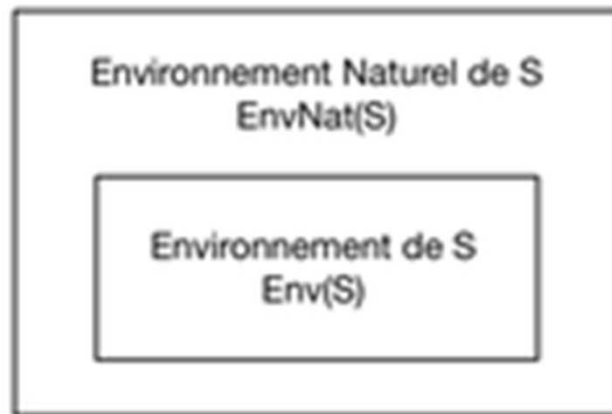 Environnement Naturel de S
EnvNat(S)
Environnement de S
Env(S)